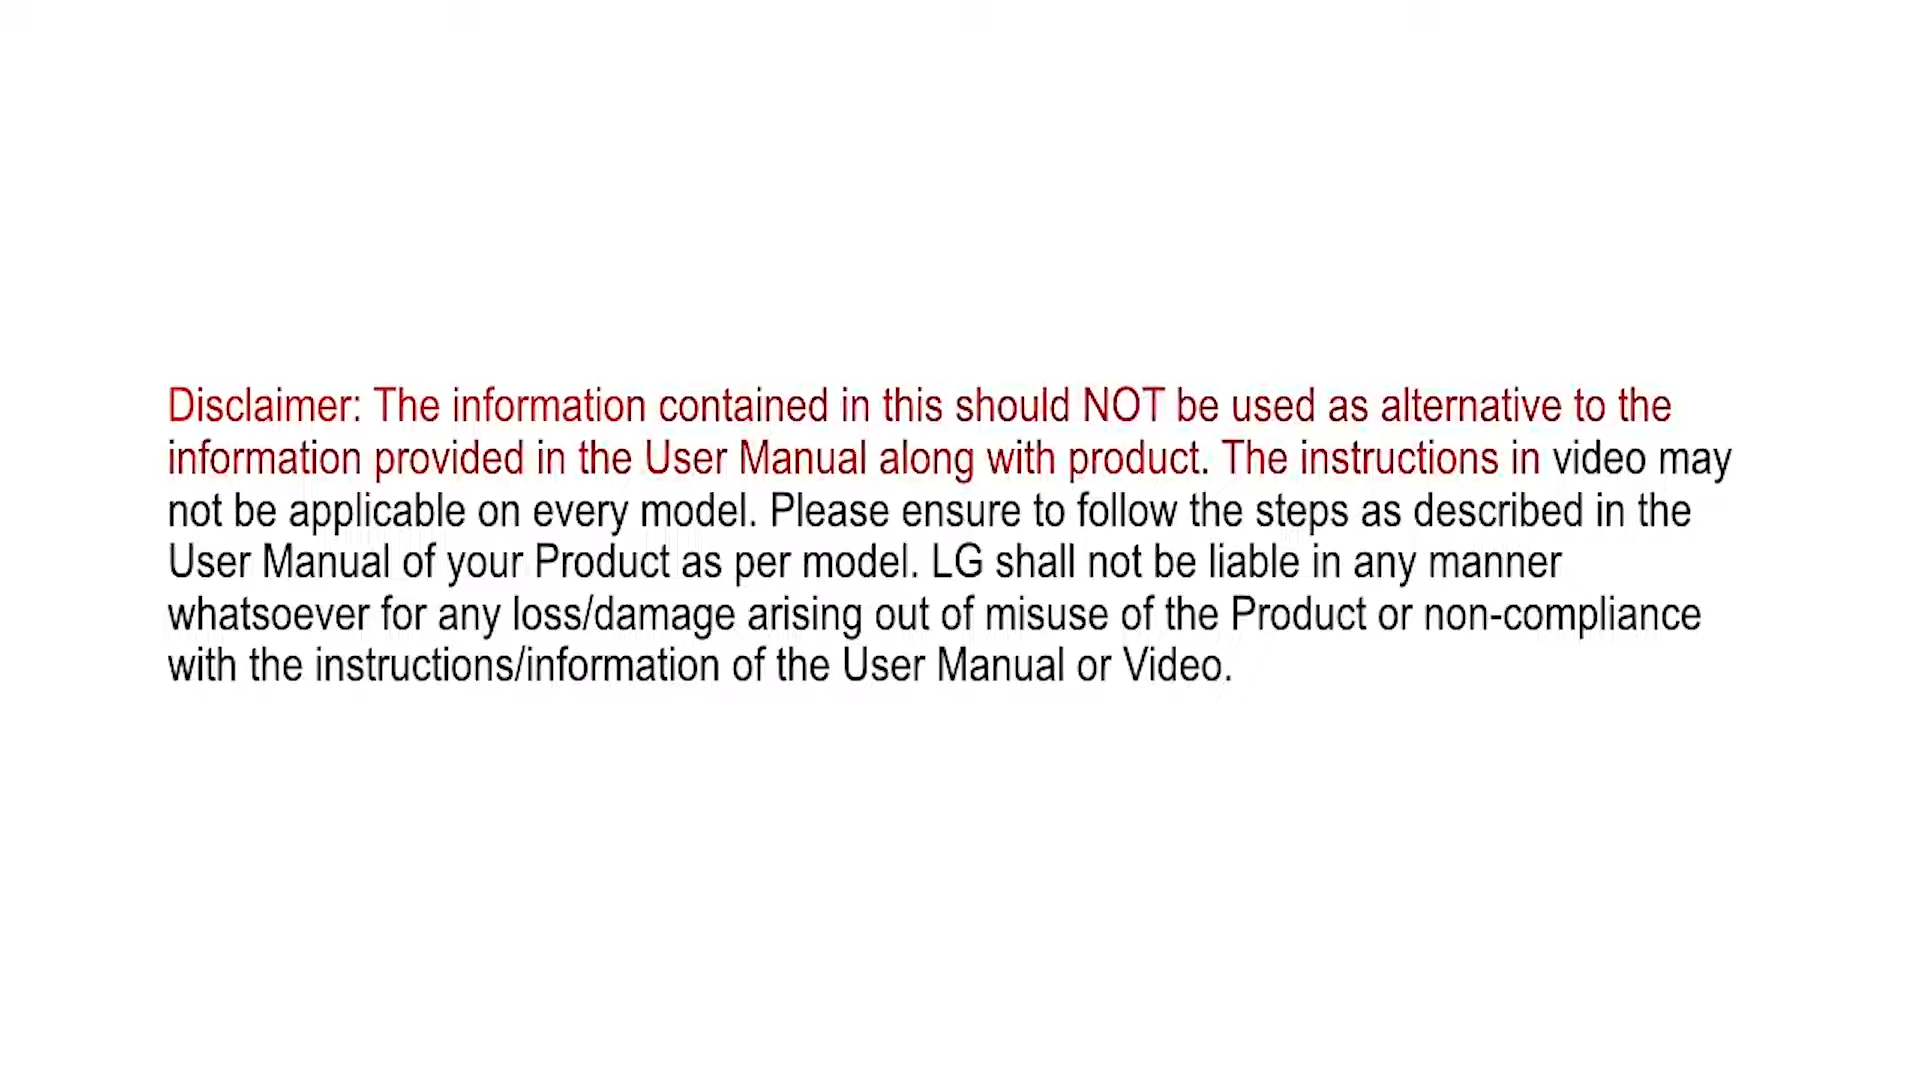 Disclaimer: The information contained in this should NOT be used as alternative to the
information provided in the User Manual along with product. The instructions in video may
not be applicable on every model. Please ensure to follow the steps as described in the
User Manual of your Product as per model. LG shall not be liable in any manner
whatsoever for any loss/damage arising out of misuse of the Product or non-compliance
with the instructions/information of the User Manual or Video.